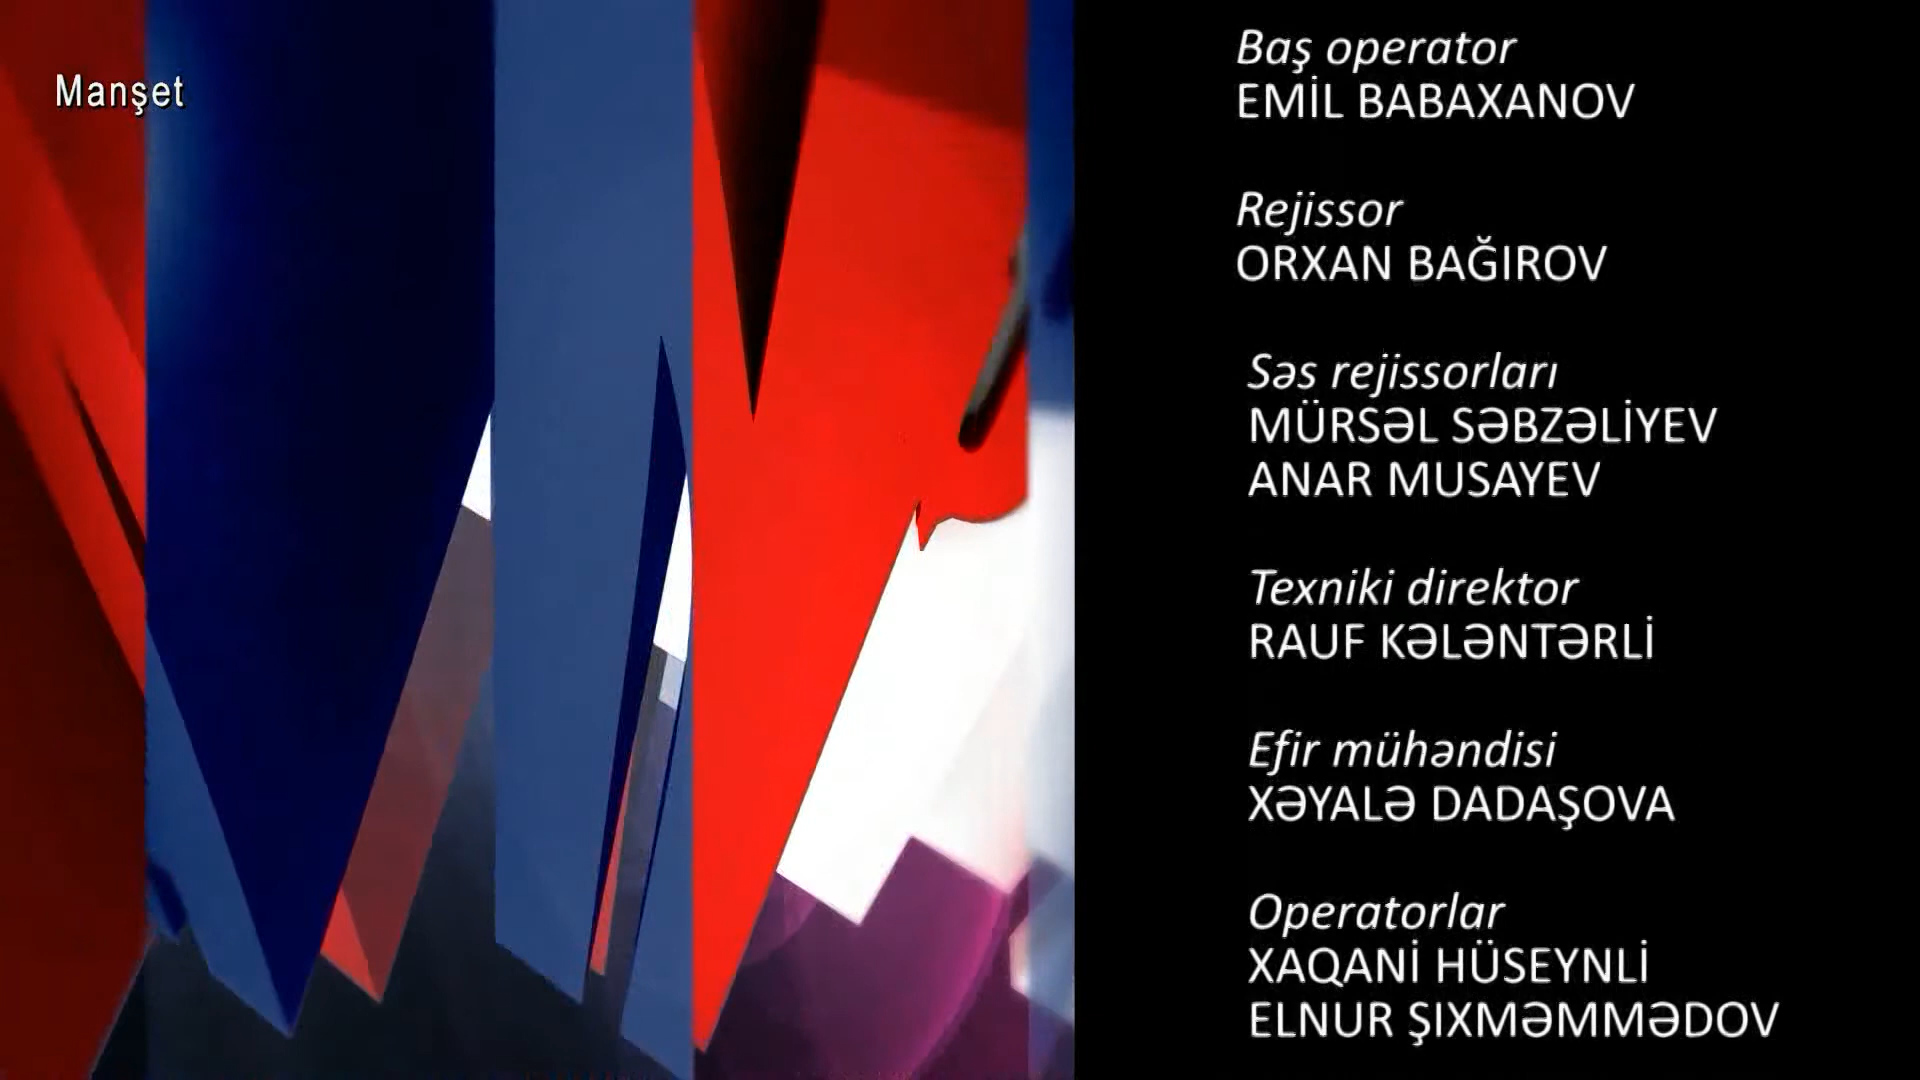 Manşet
Baş operator
EMİL BABAXANOV
Rejissor
ORXAN BAĞIROV
Səs rejissorları
MÜRSƏL SƏBZƏLİYEV
ANAR MUSAYEV
Texniki direktor
RAUF KƏLƏNTƏRLİ
Efir mühəndisi
XƏYALƏ DADAŞOVA
Operatorlar
XAQANİ HÜSEYNLİ
ELNUR ŞIXMƏMMƏDOV